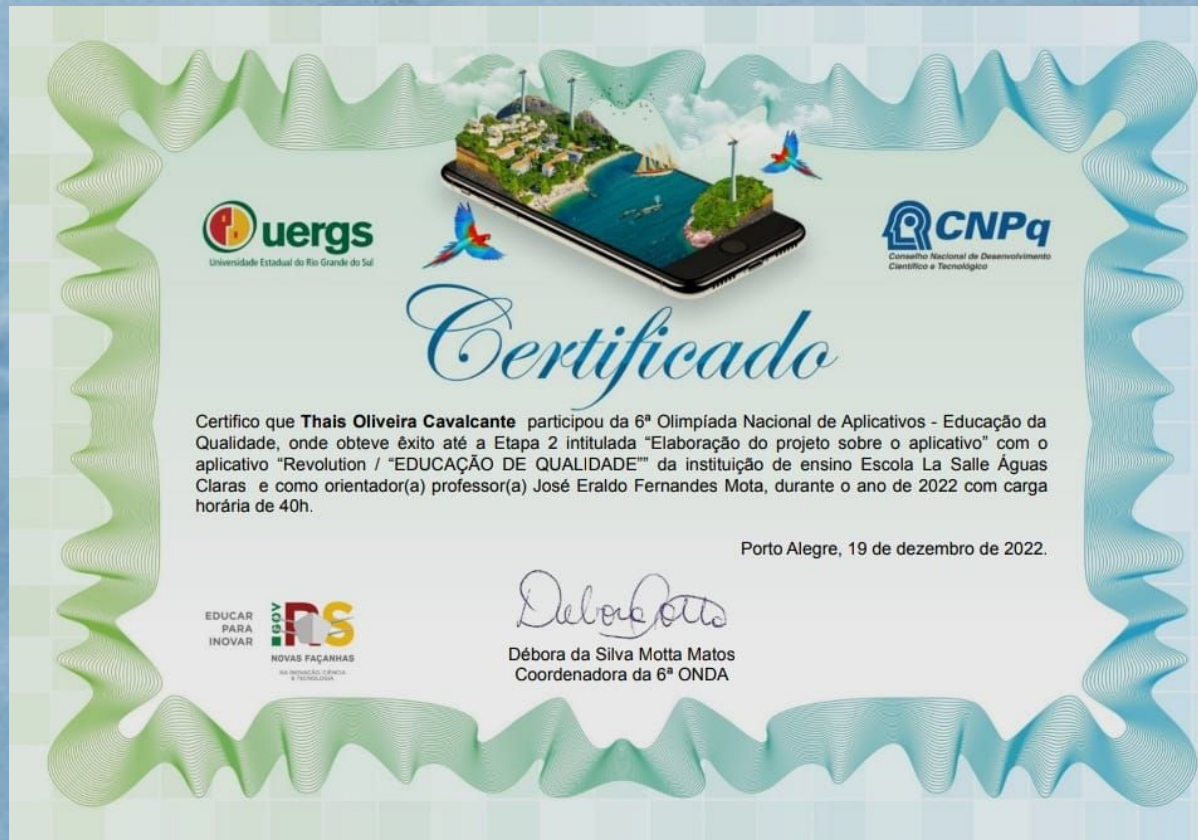 uergs
Universidade Estadual do Rio Grande do Sul
CNPq
Conselho Nacional de Desenvolvimento
Científico e Tecnológico
Certificado
Certifico que Thais Oliveira Cavalcante participou da 6ª Olimpíada Nacional de Aplicativos - Educação da
Qualidade, onde obteve êxito até a Etapa 2 intitulada “Elaboração do projeto sobre o aplicativo” com o
aplicativo “Revolution / “EDUCAÇÃO DE QUALIDADE”” da instituição de ensino Escola La Salle Águas
Claras e como orientador(a) professor(a) José Eraldo Fernandes Mota, durante o ano de 2022 com carga
horária de 40h.
Porto Alegre, 19 de dezembro de 2022.
EDUCAR
PARA
INOVAR
GOV
RS
NOVAS FAÇANHAS
NA INOVAÇÃO, CIÊNCIA
E TECNOLOGIA
Débora da Silva Motta Matos
Coordenadora da 6ª ONDA